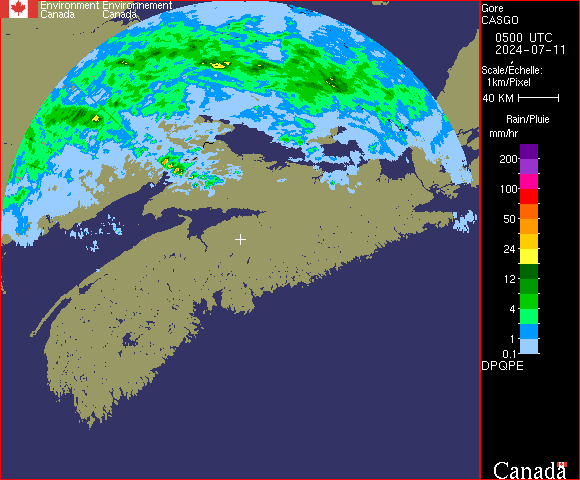 Environment Environnement
Canada Canada
Gore
CASGO
0500 UTC
2024-07-11
Scale/Échelle:
1km/Pixel
40 KM
Rain/Pluie
mm/hr
200
100
50
24
12
4
1
0.1
DPQPE
Canada